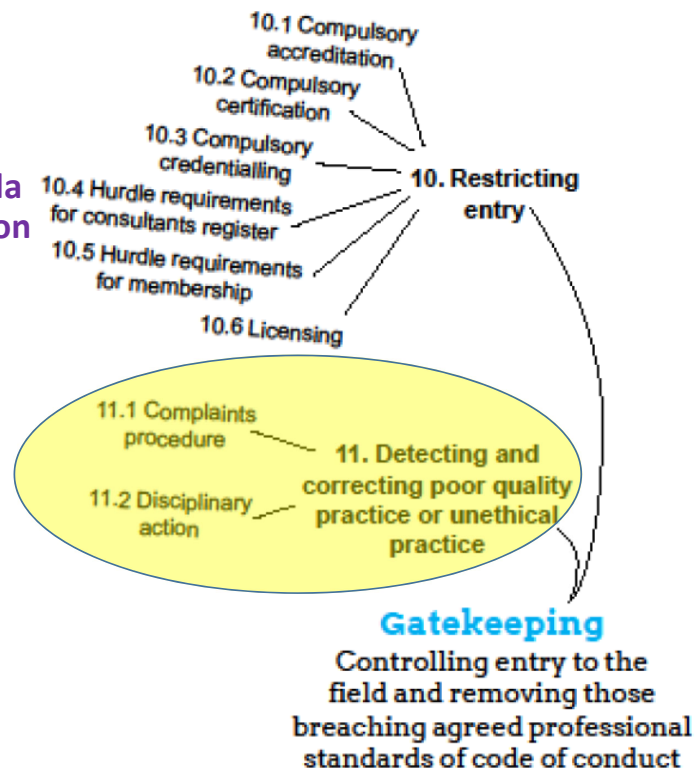 10.1 Compulsory
accreditation
10.2 Compulsory
certification
10.3 Compulsory
credentialling
10.4 Hurdle requirements
for consultants register
10.5 Hurdle requirements
for membership
10.6 Licensing
10. Restricting
entry
la
on
11.1 Complaints
procedure
11.2 Disciplinary
action
11. Detecting and
correcting poor quality
practice or unethical
practice
Gatekeeping
Controlling entry to the
field and removing those
breaching agreed professional
standards of code of conduct